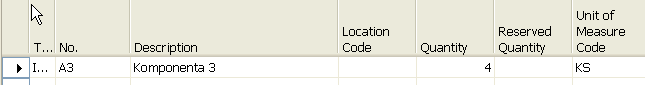 T... No. Description Location Code Quantity Reserved Quantity Unit of Measure Code
I... A3 Komponenta 3 4 KS